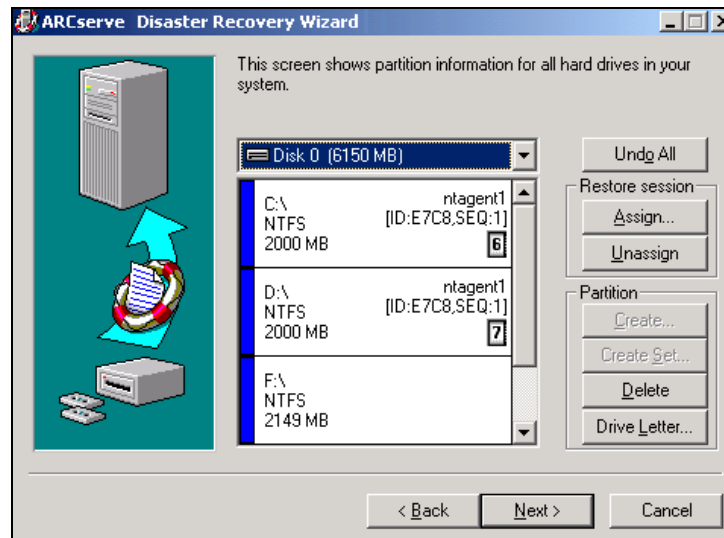 ARCserve Disaster Recovery Wizard
This screen shows partition information for all hard drives in your
system.
Disk 0 (6150 MB)
Undo All
Restore session
Assign...
Unassign
C:\
NTFS
2000 MB
ntagent1
[ID:E7C8,SEQ:1]
6
D:\
NTFS
2000 MB
ntagent1
[ID:E7C8,SEQ:1]
7
F:\
NTFS
2149 MB
Partition
Create...
Create Set...
Delete
Drive Letter...
< Back
Next >
Cancel